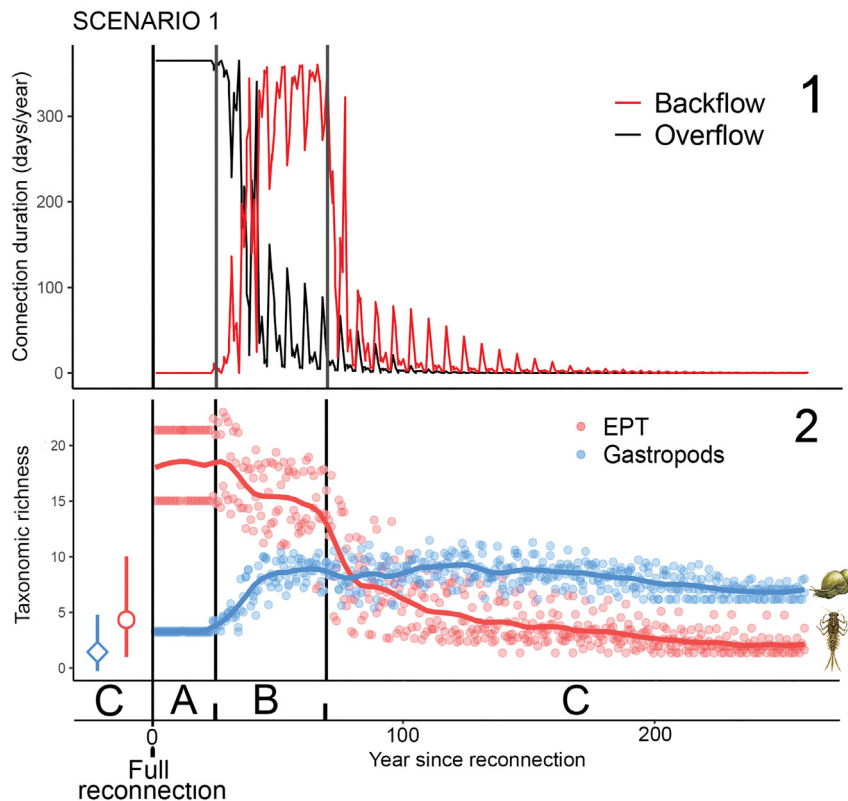 SCENARIO 1
1
Connection duration (days/year)
300
200
100
0
Backflow
Overflow
2
Taxonomic richness
20
15
10
5
0
EPT
Gastropods
C A B C
0 100 200
Year since reconnection
Full
reconnection